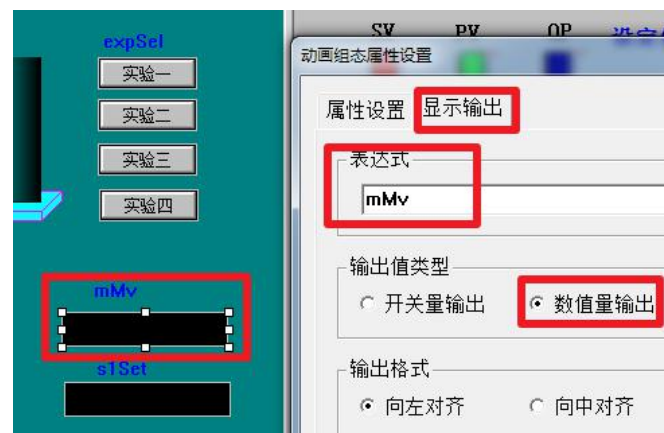 SV PV OP 设定
expSel
动画组态属性设置
实验一
属性设置 显示输出
实验二
表达式
实验三
mMv
实验四
输出值类型
mMv
开关量输出 数值量输出
s1Set
输出格式
向左对齐 向中对齐